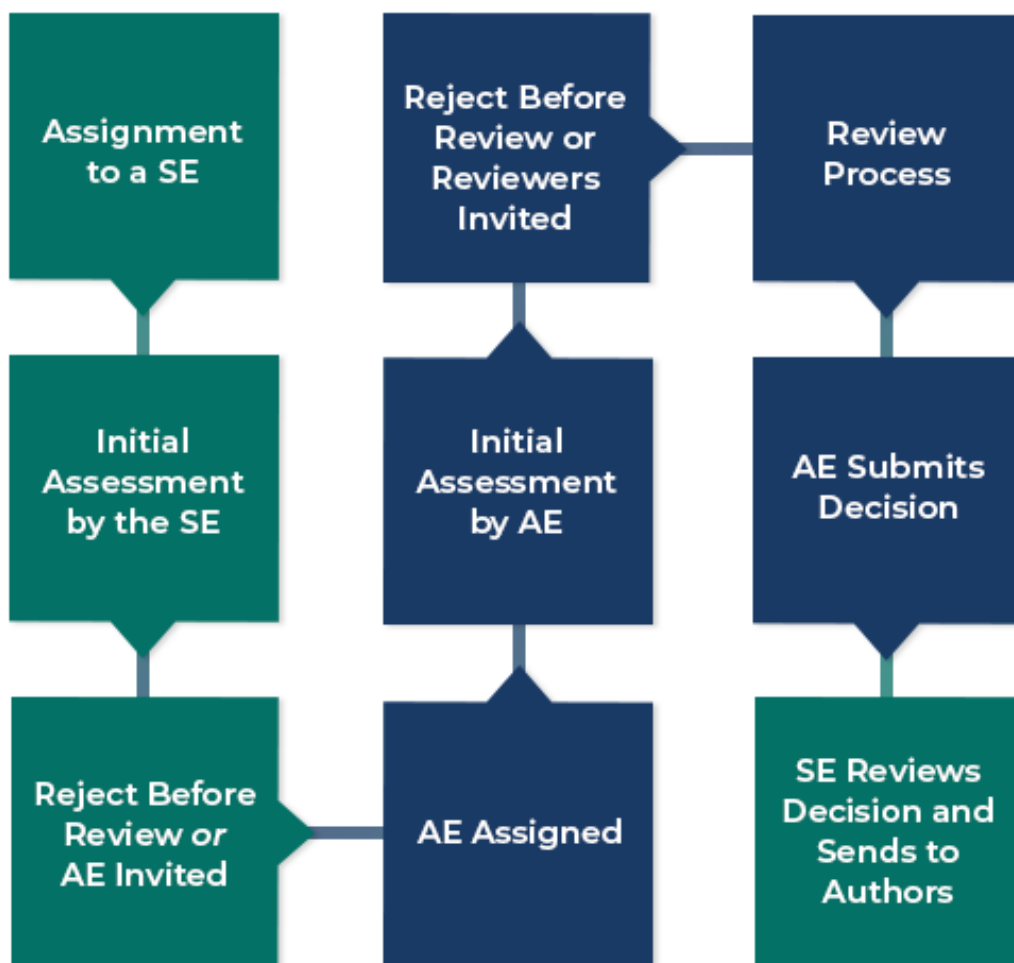 Assignment
to a SE
Initial
Assessment
by the SE
Reject Before
Review or
AE Invited
AE Assigned
Initial
Assessment
by AE
Reject Before
Review or
Reviewers
Invited
Review
Process
AE Submits
Decision
SE Reviews
Decision and
Sends to
Authors